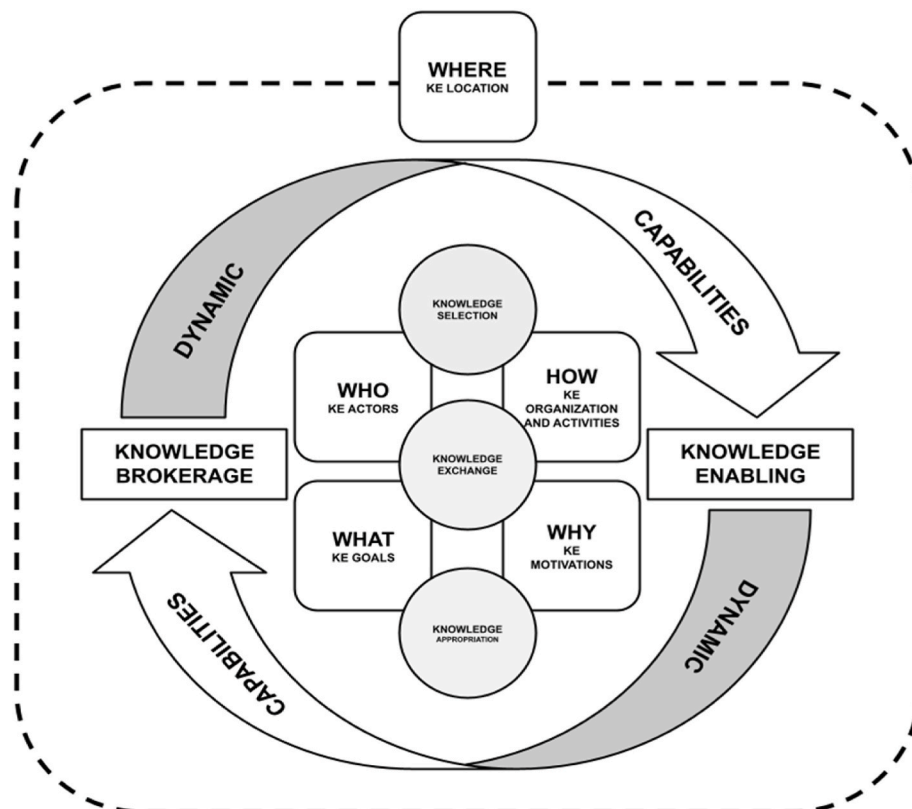 WHERE
KE LOCATION
DYNAMIC
CAPABILITIES
KNOWLEDGE
SELECTION
WHO
KE ACTORS
HOW
KE
ORGANIZATION
AND ACTIVITIES
KNOWLEDGE
BROKERAGE
KNOWLEDGE
EXCHANGE
KNOWLEDGE
ENABLING
WHAT
KE GOALS
WHY
KE
MOTIVATIONS
KNOWLEDGE
APPROPRIATION
CAPABILITIES
DYNAMIC